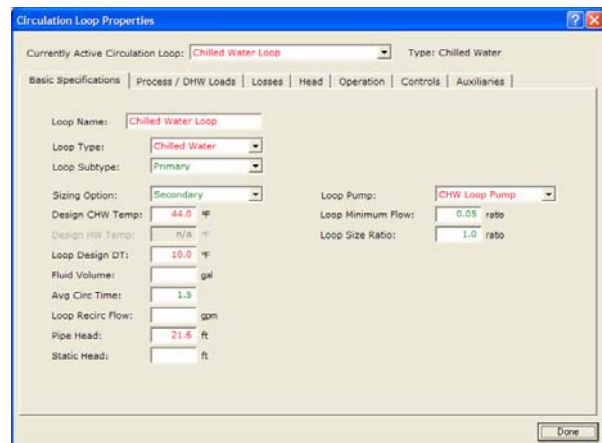 Circulation Loop Properties
Currently Active Circulation Loop: Chilled Water Loop Type: Chilled Water
Basic Specifications Process / DHW Loads Losses Head Operation Controls Auxiliaries
Loop Name: Chilled Water Loop
Loop Type: Chilled Water
Loop Subtype: Primary
Sizing Option: Secondary Loop Pump: CHW Loop Pump
Design CHW Temp: 44.0 °F Loop Minimum Flow: 0.05 ratio
Design HW Temp: n/a °F Loop Size Ratio: 1.0 ratio
Loop Design DT: 10.0 °F
Fluid Volume: gal
Avg Circ Time: 1.5
Loop Recirc Flow: gpm
Pipe Head: 21.6 ft
Static Head: ft
Done